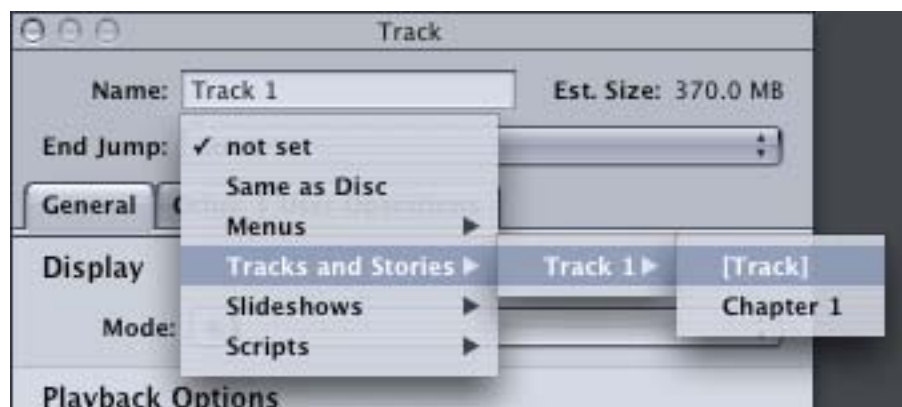 Track
Name: Track 1 Est. Size: 370.0 MB
End Jump: ✓ not set
Same as Disc
General
Menus
Display Tracks and Stories Track 1 [Track]
Slideshows Chapter 1
Mode:
Scripts
Playback Options